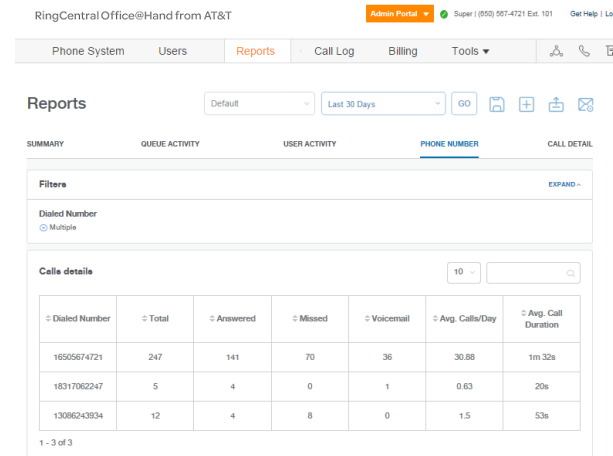 RingCentral Office@Hand from AT&T
Admin Portal Super | (650) 567-4721 Ext. 101 Get Help | Lo
Phone System Users Reports Call Log Billing Tools
Reports Default Last 30 Days GO
SUMMARY QUEUE ACTIVITY USER ACTIVITY PHONE NUMBER CALL DETAIL
Filters EXPAND
Dialed Number
Multiple
Calls details 10
Dialed Number Total Answered Missed Voicemail Avg. Calls/Day Avg. Call
Duration
16505674721 247 141 70 36 30.88 1m 32s
18317062247 5 4 0 1 0.63 20s
13086243934 12 4 8 0 1.5 53s
1 - 3 of 3